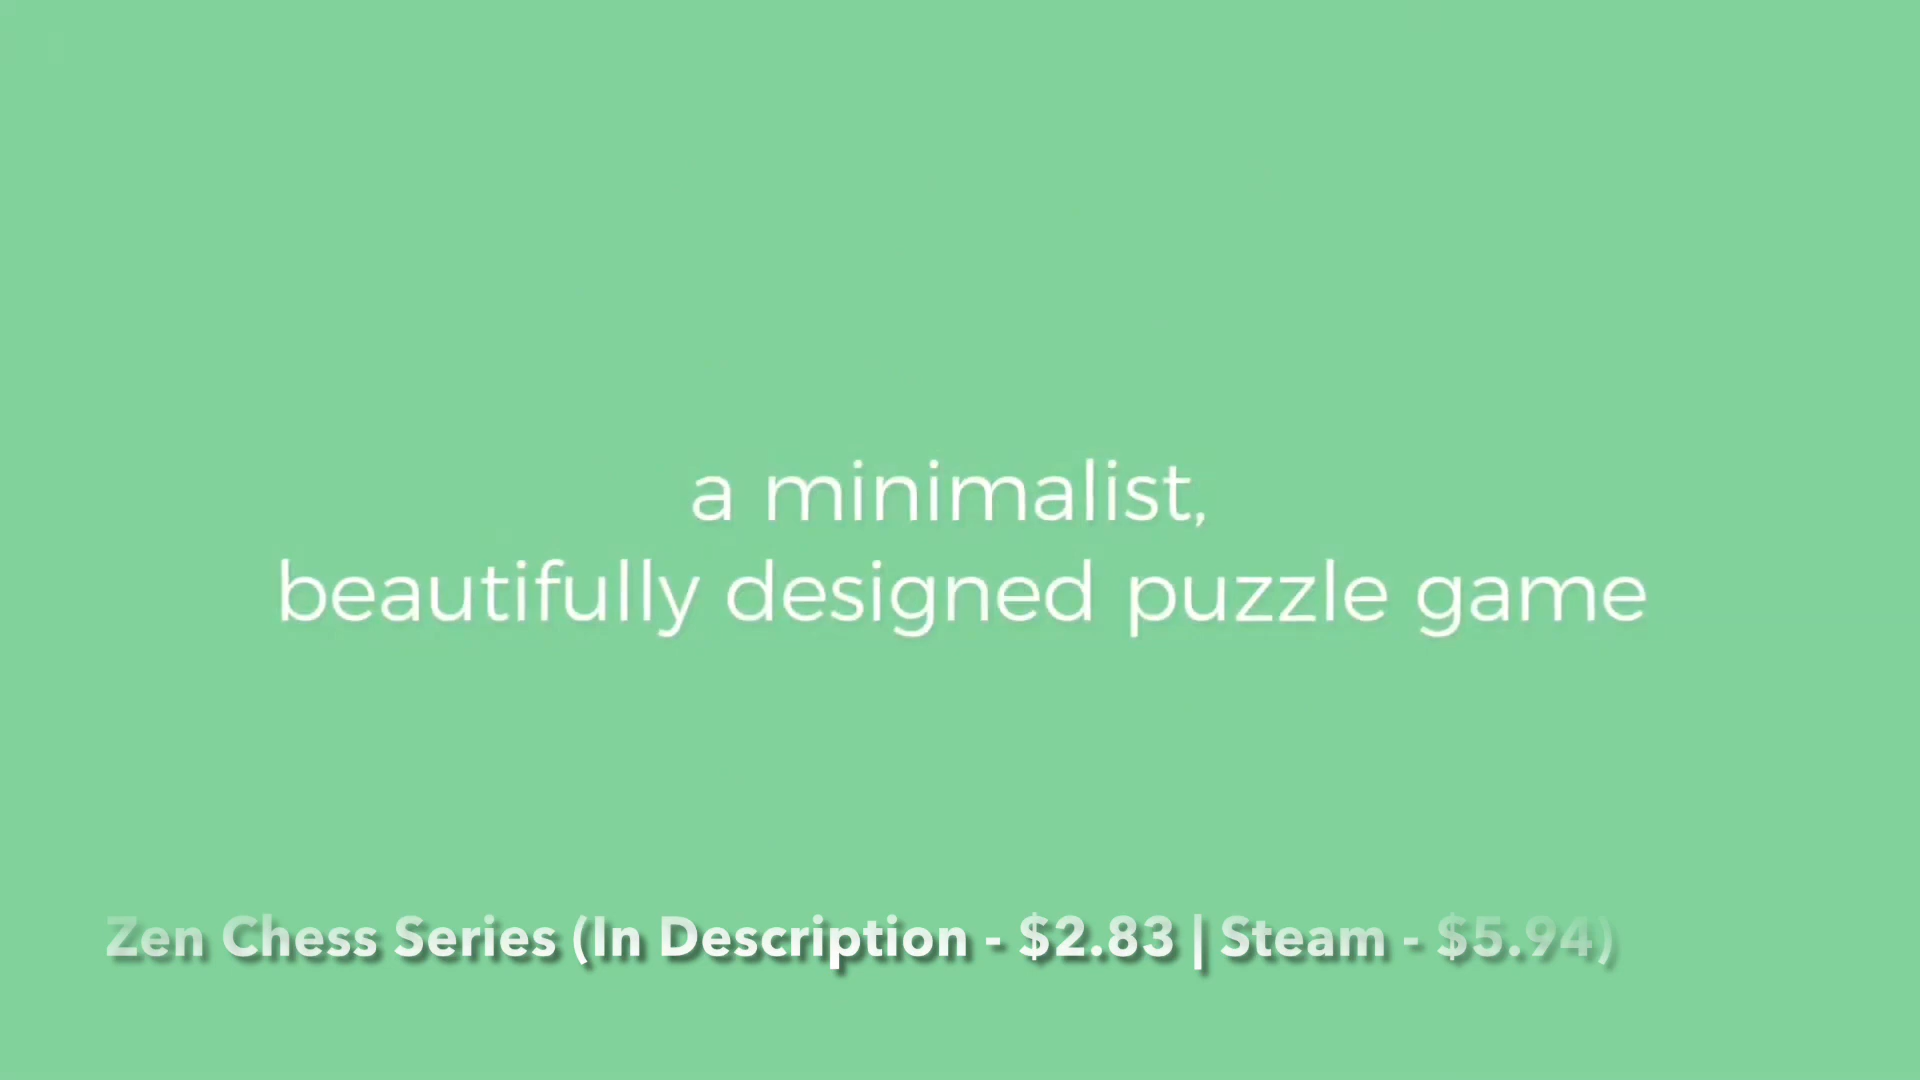 a minimalist,
beautifully designed puzzle game
Zen Chess Series (In Description - $2.83 | Steam - $5.94)